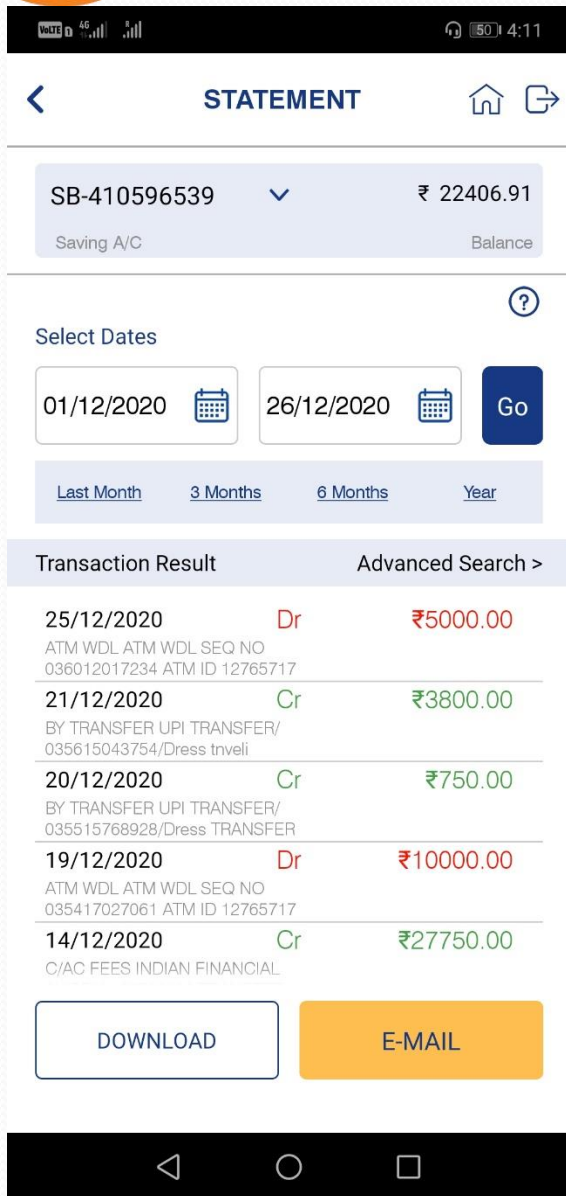 VoLTE 4G R 50 4:11
STATEMENT
SB-410596539 ₹ 22406.91
Saving A/C Balance
?
Select Dates
01/12/2020 26/12/2020 Go
Last Month 3 Months 6 Months Year
Transaction Result Advanced Search >
25/12/2020 Dr ₹5000.00
ATM WDL ATM WDL SEQ NO
036012017234 ATM ID 12765717
21/12/2020 Cr ₹3800.00
BY TRANSFER UPI TRANSFER/
035615043754/Dress tnveli
20/12/2020 Cr ₹750.00
BY TRANSFER UPI TRANSFER/
035515768928/Dress TRANSFER
19/12/2020 Dr ₹10000.00
ATM WDL ATM WDL SEQ NO
035417027061 ATM ID 12765717
14/12/2020 Cr ₹27750.00
C/AC FEES INDIAN FINANCIAL
DOWNLOAD E-MAIL